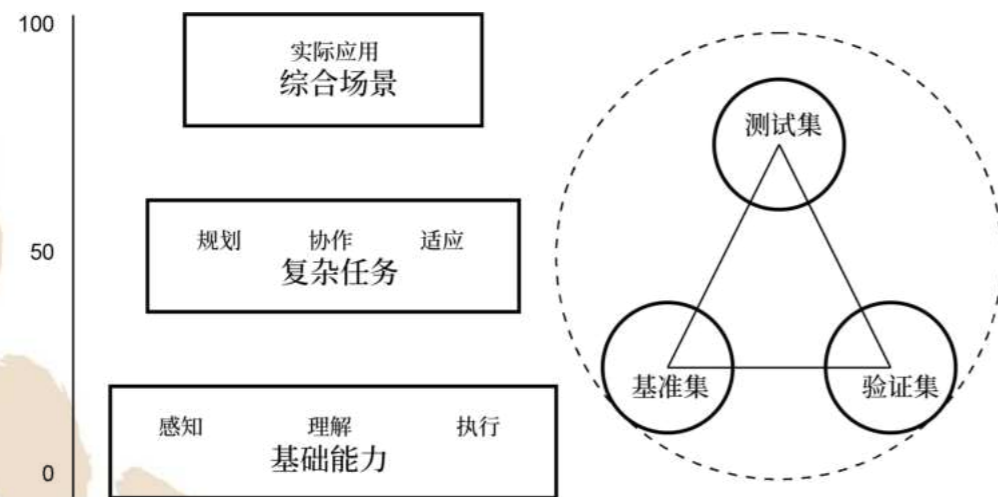 100
实际应用
综合场景
测试集
50
规划 协作 适应
复杂任务
基准集 验证集
感知 理解 执行
基础能力
0